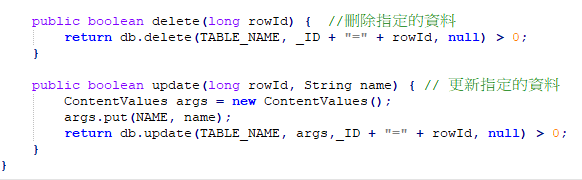 public boolean delete(long rowId) {  //刪除指定的資料
return db.delete(TABLE_NAME, _ID + "=" + rowId, null) > 0;
}
public boolean update(long rowId, String name) { // 更新指定的資料
ContentValues args = new ContentValues();
args.put(NAME, name);
return db.update(TABLE_NAME, args,_ID + "=" + rowId, null) > 0;
}
}